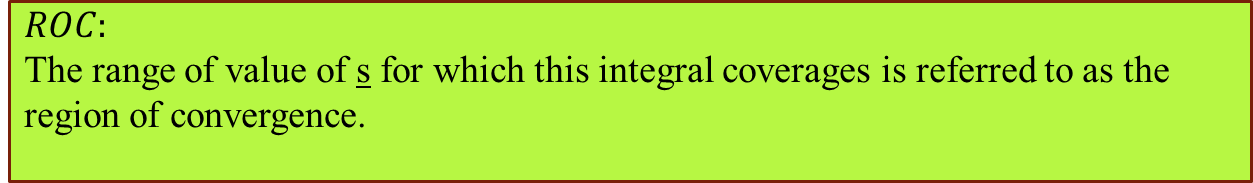 ROC:
The range of value of s for which this integral coverages is referred to as the
region of convergence.